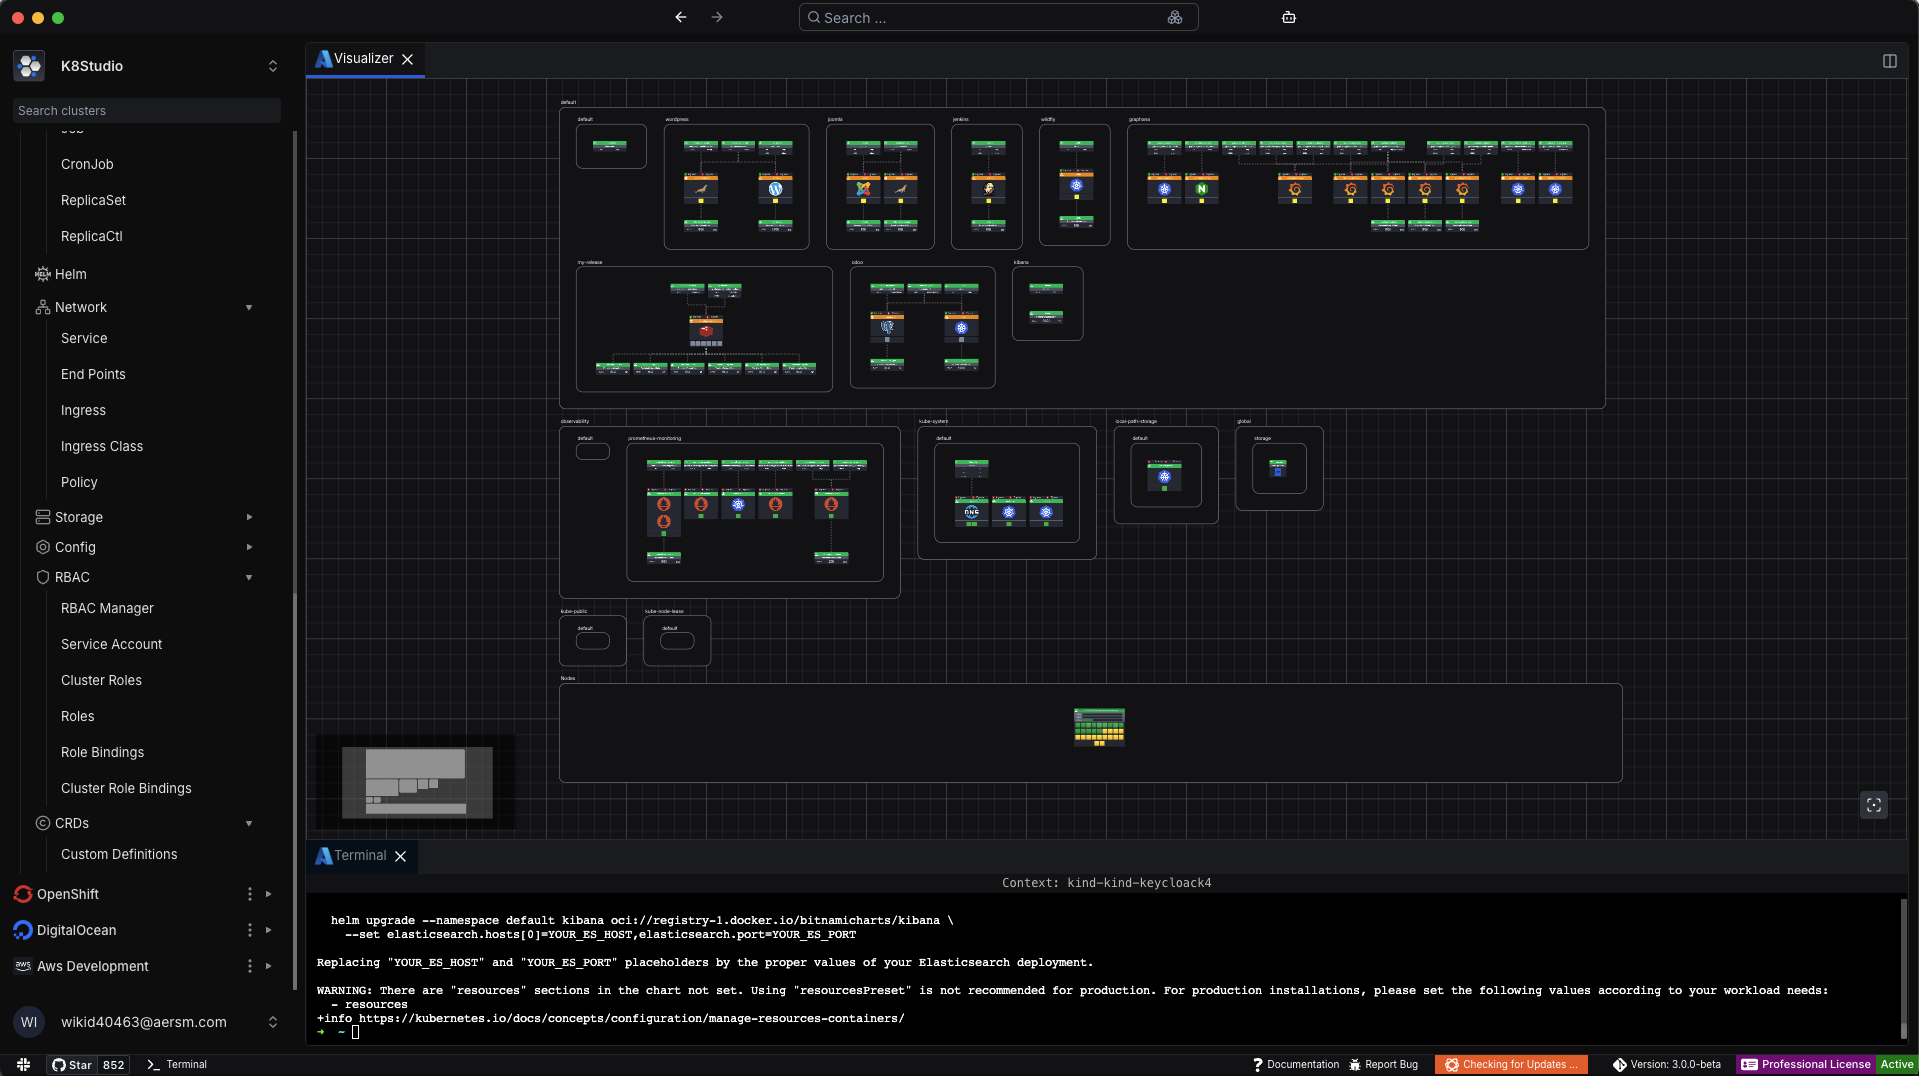 Search ...
K8Studio
Search clusters
Job
CronJob
ReplicaSet
ReplicaCtl
Helm
Network
Service
End Points
Ingress
Ingress Class
Policy
Storage
Config
RBAC
RBAC Manager
Service Account
Cluster Roles
Roles
Role Bindings
Cluster Role Bindings
CRDs
Custom Definitions
OpenShift
DigitalOcean
aws Aws Development
WI wikid40463@aersm.com
Visualizer
default
default
wordpress
joomla
jenkins
wildfly
graphana
my-release
odoo
kibana
observability
default
prometheus-monitoring
kube-system
default
DNS
local-path-storage
default
global
storage
kube-public
default
kube-node-lease
default
Nodes
Terminal
Context: kind-kind-keycloack4
helm upgrade --namespace default kibana oci://registry-1.docker.io/bitnamicharts/kibana \
--set elasticsearch.hosts[0]=YOUR_ES_HOST,elasticsearch.port=YOUR_ES_PORT
Replacing "YOUR_ES_HOST" and "YOUR_ES_PORT" placeholders by the proper values of your Elasticsearch deployment.
WARNING: There are "resources" sections in the chart not set. Using "resourcesPreset" is not recommended for production. For production installations, please set the following values according to your workload needs:
- resources
+info https://kubernetes.io/docs/concepts/configuration/manage-resources-containers/
➜ ~
Star 852
Terminal
Documentation
Report Bug
Checking for Updates ...
Version: 3.0.0-beta
Professional License
Active